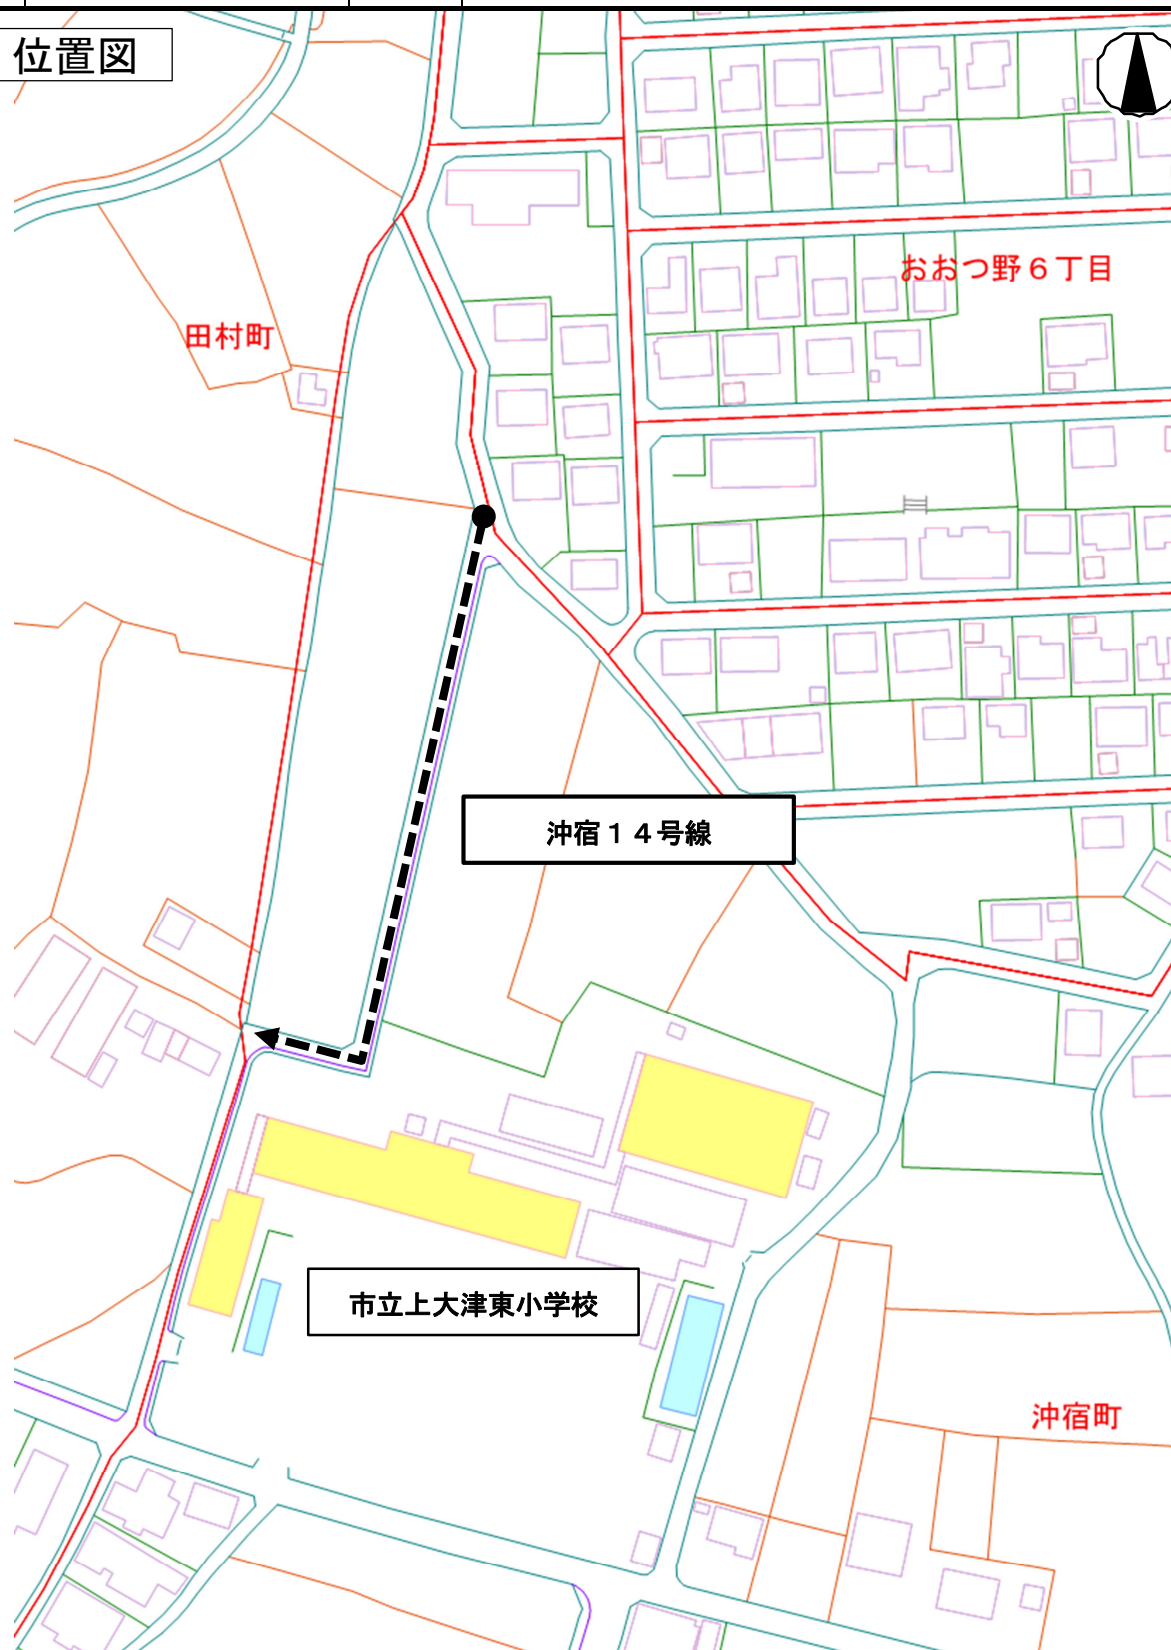 位置図
おおつ野６丁目
田村町
沖宿１４号線
市立上大津東小学校
沖宿町